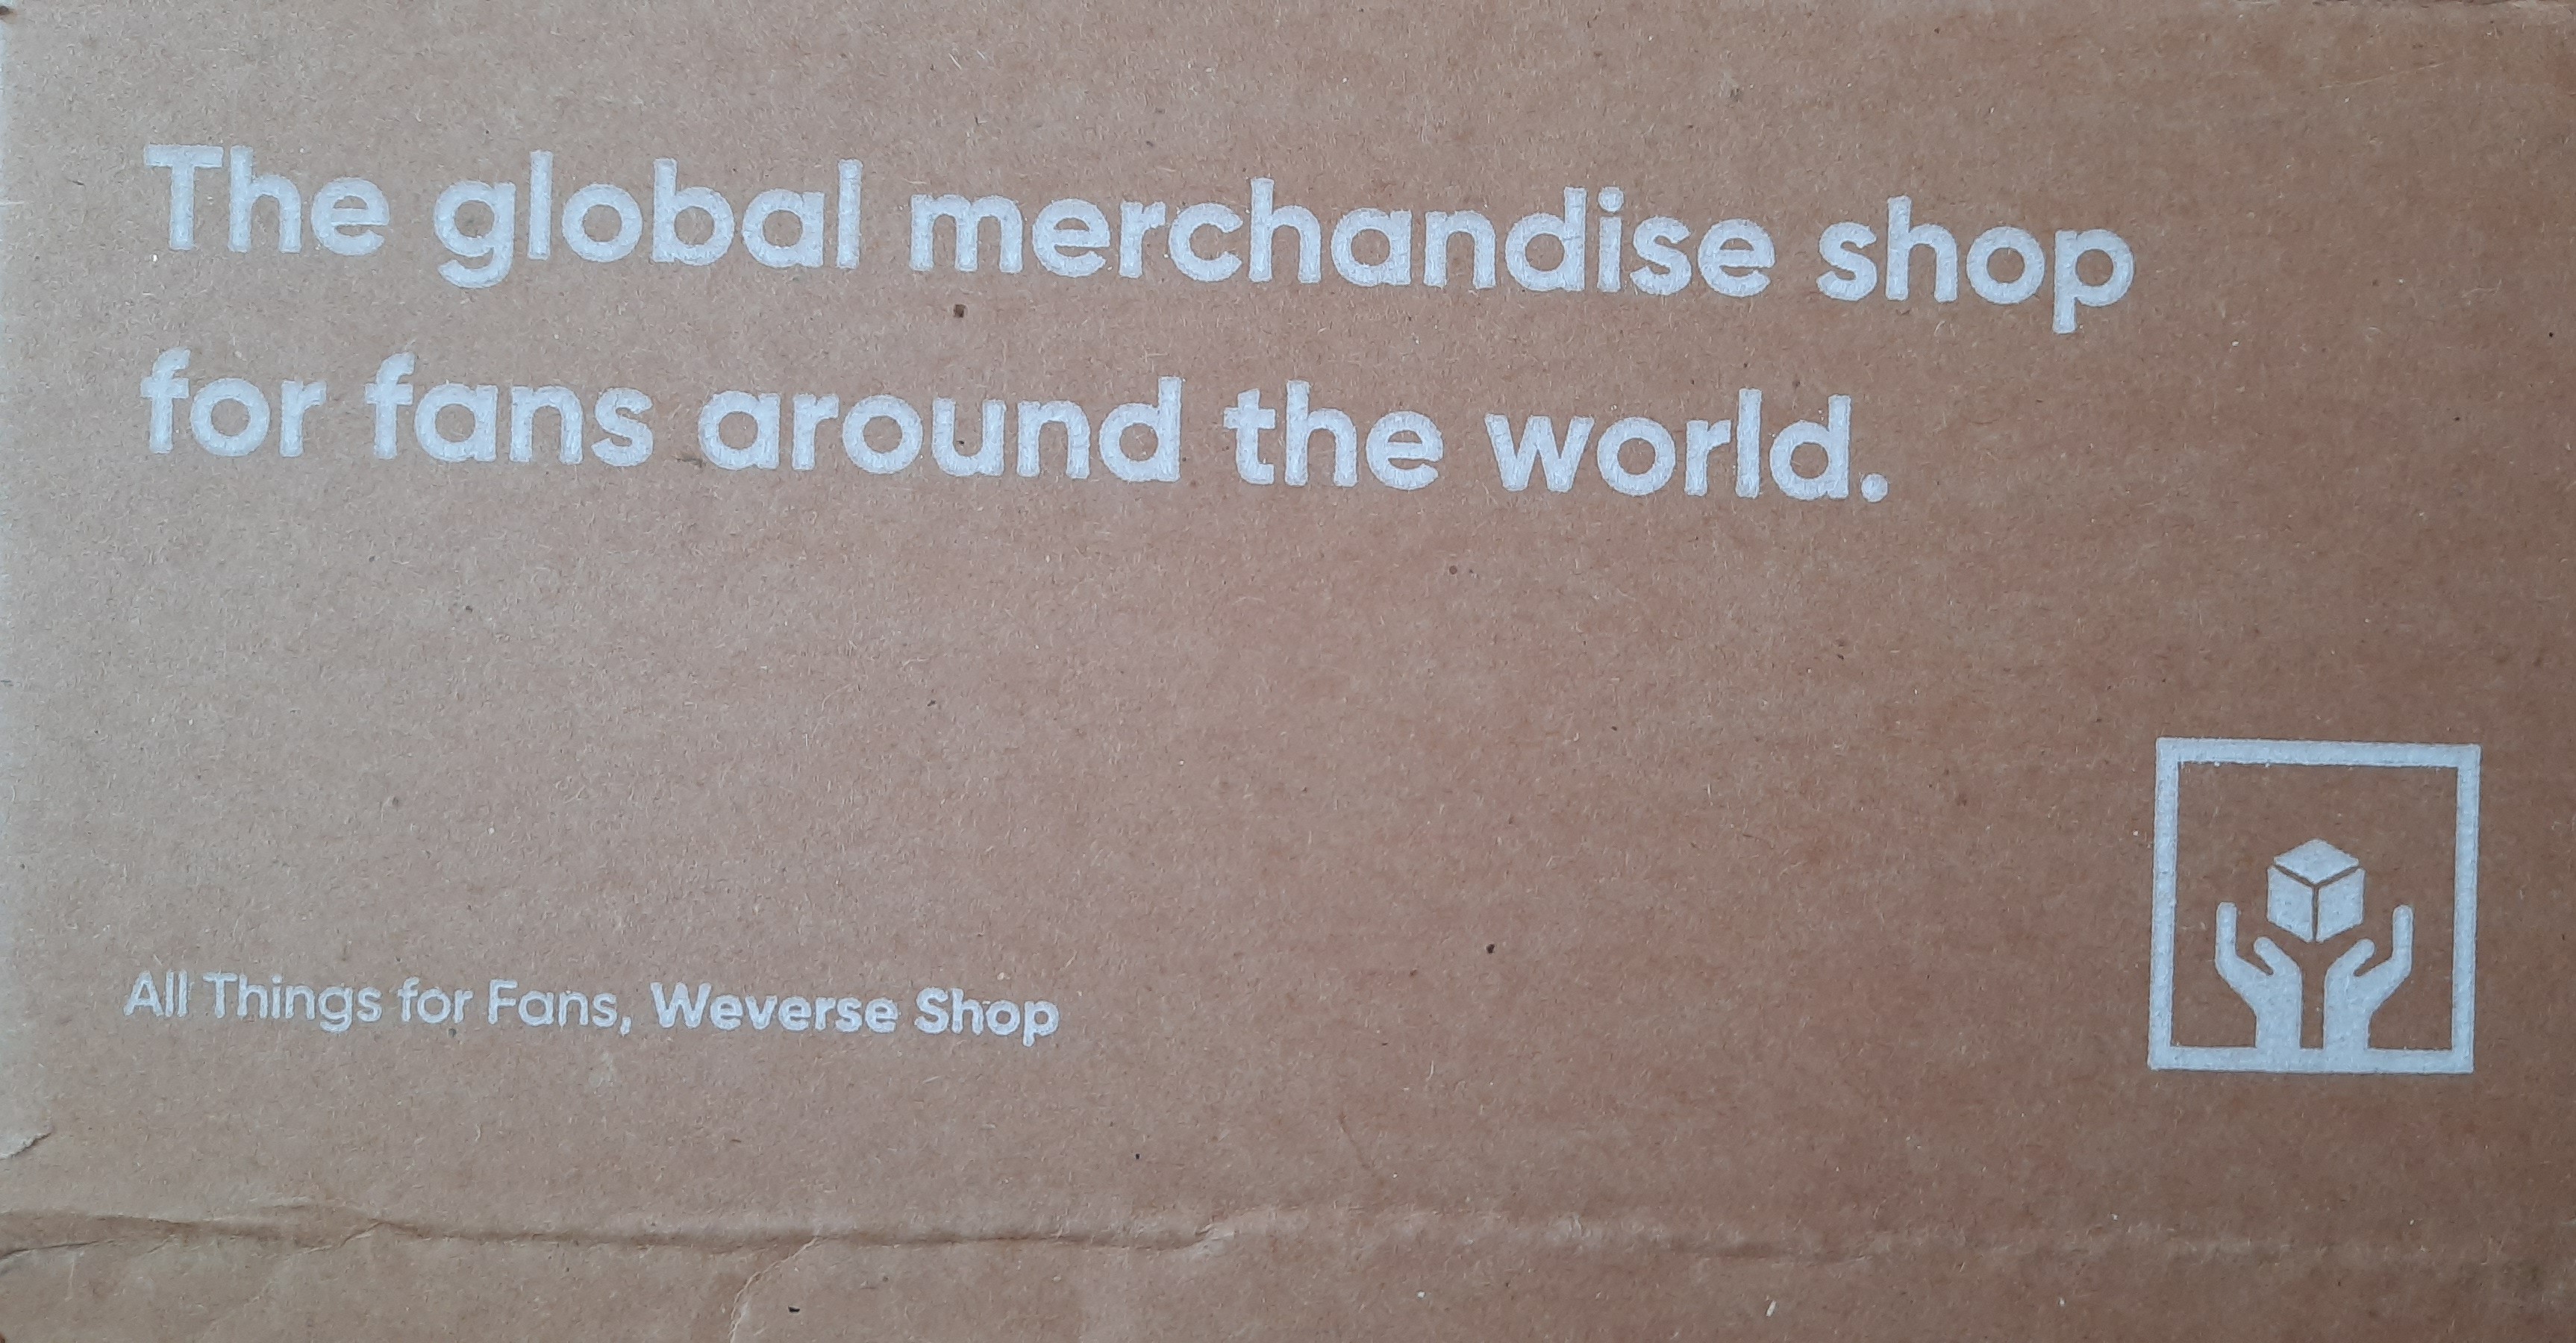 The global merchandise shop
for fans around the world.
All Things for Fans, Weverse Shop